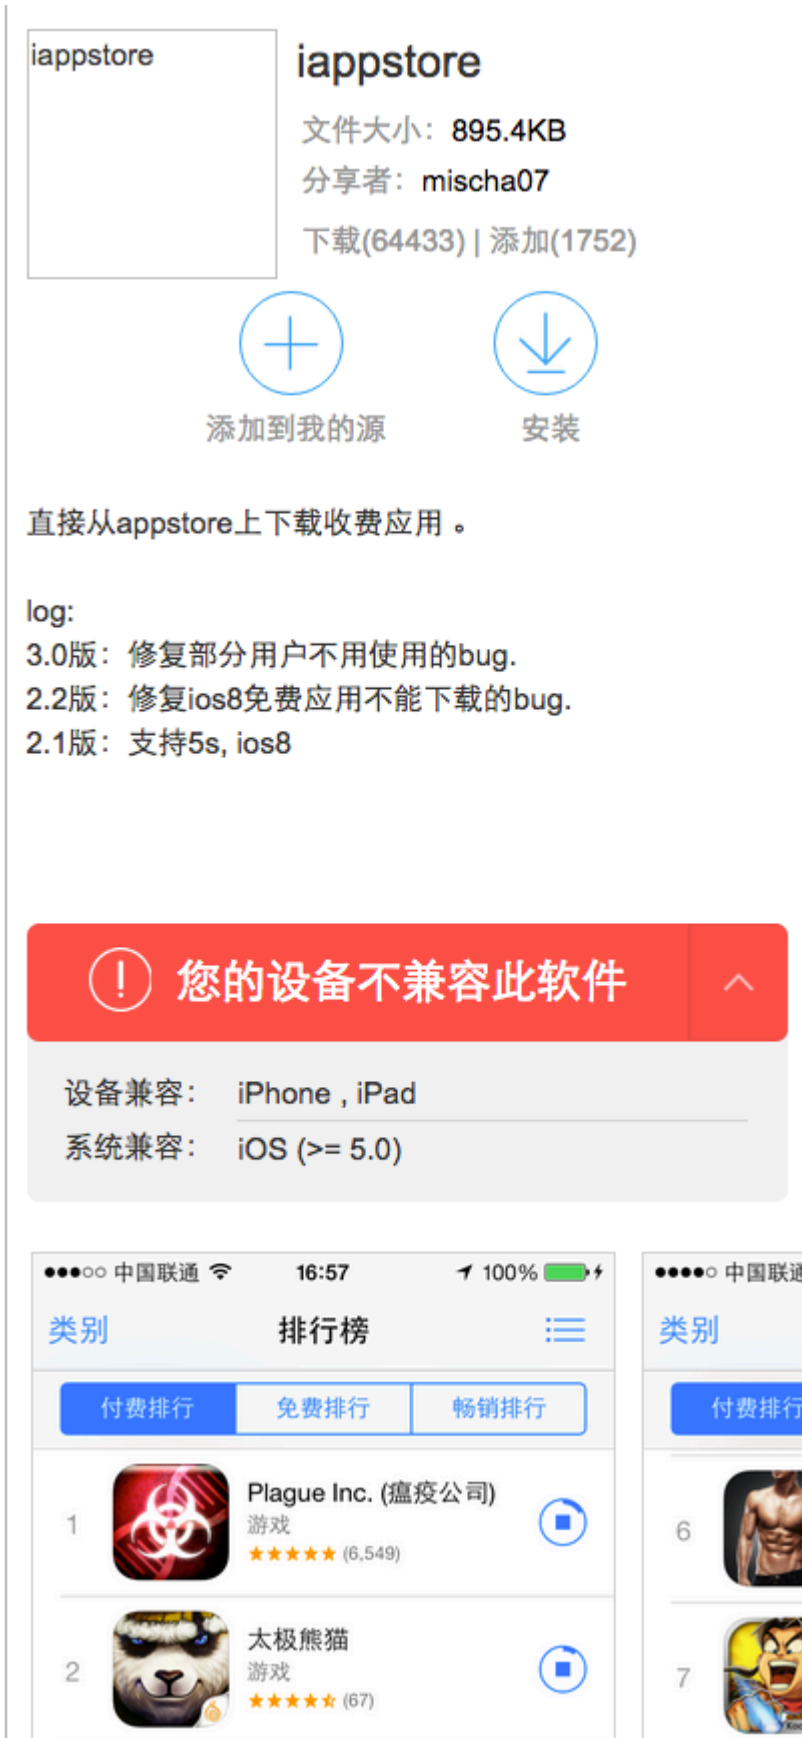 iappstore
iappstore
文件大小：895.4KB
分享者：mischa07
下载(64433) | 添加(1752)
添加到我的源
安装
直接从appstore上下载收费应用 。
log:
3.0版：修复部分用户不用使用的bug.
2.2版：修复ios8免费应用不能下载的bug.
2.1版：支持5s, ios8
您的设备不兼容此软件
设备兼容： iPhone , iPad
系统兼容： iOS (>= 5.0)
中国联通 16:57 100%
类别 排行榜
付费排行 免费排行 畅销排行
1 Plague Inc. (瘟疫公司)
游戏
(6,549)
2 太极熊猫
游戏
(67)
中国联通
类别
付费排行
6
7